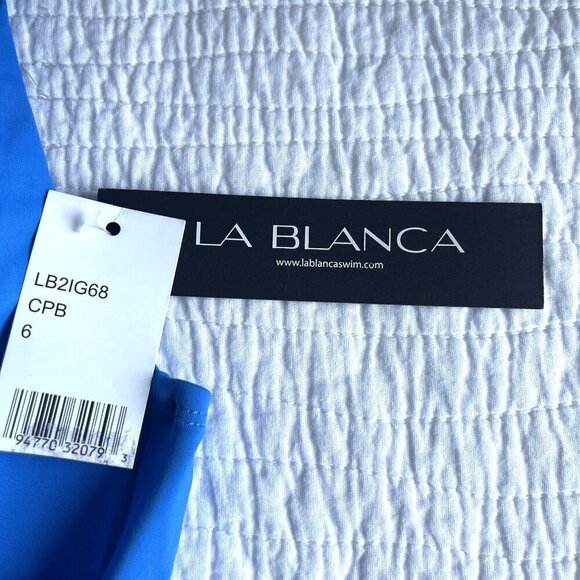 LA BLANCA
www.lablancaswim.com
LB2IG68
CPB
6
94770 32079 3